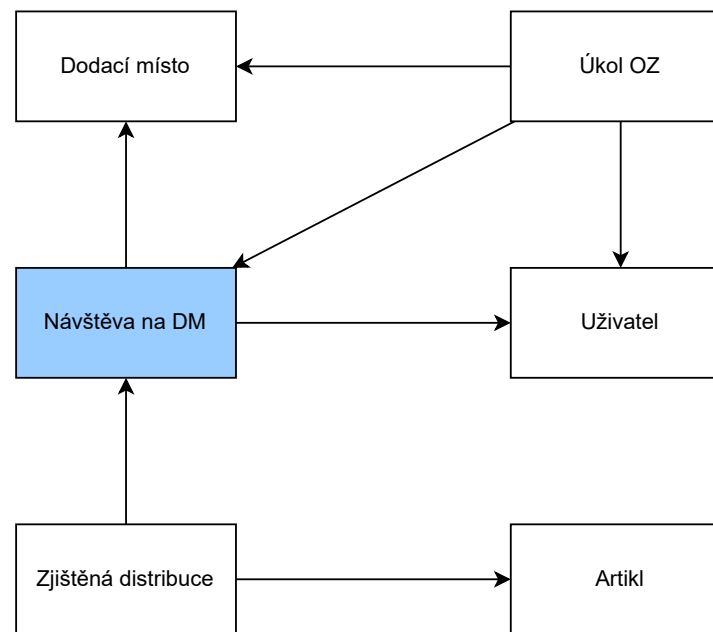 Dodací místo
Úkol OZ
Návštěva na DM
Uživatel
Zjištěná distribuce
Artikl